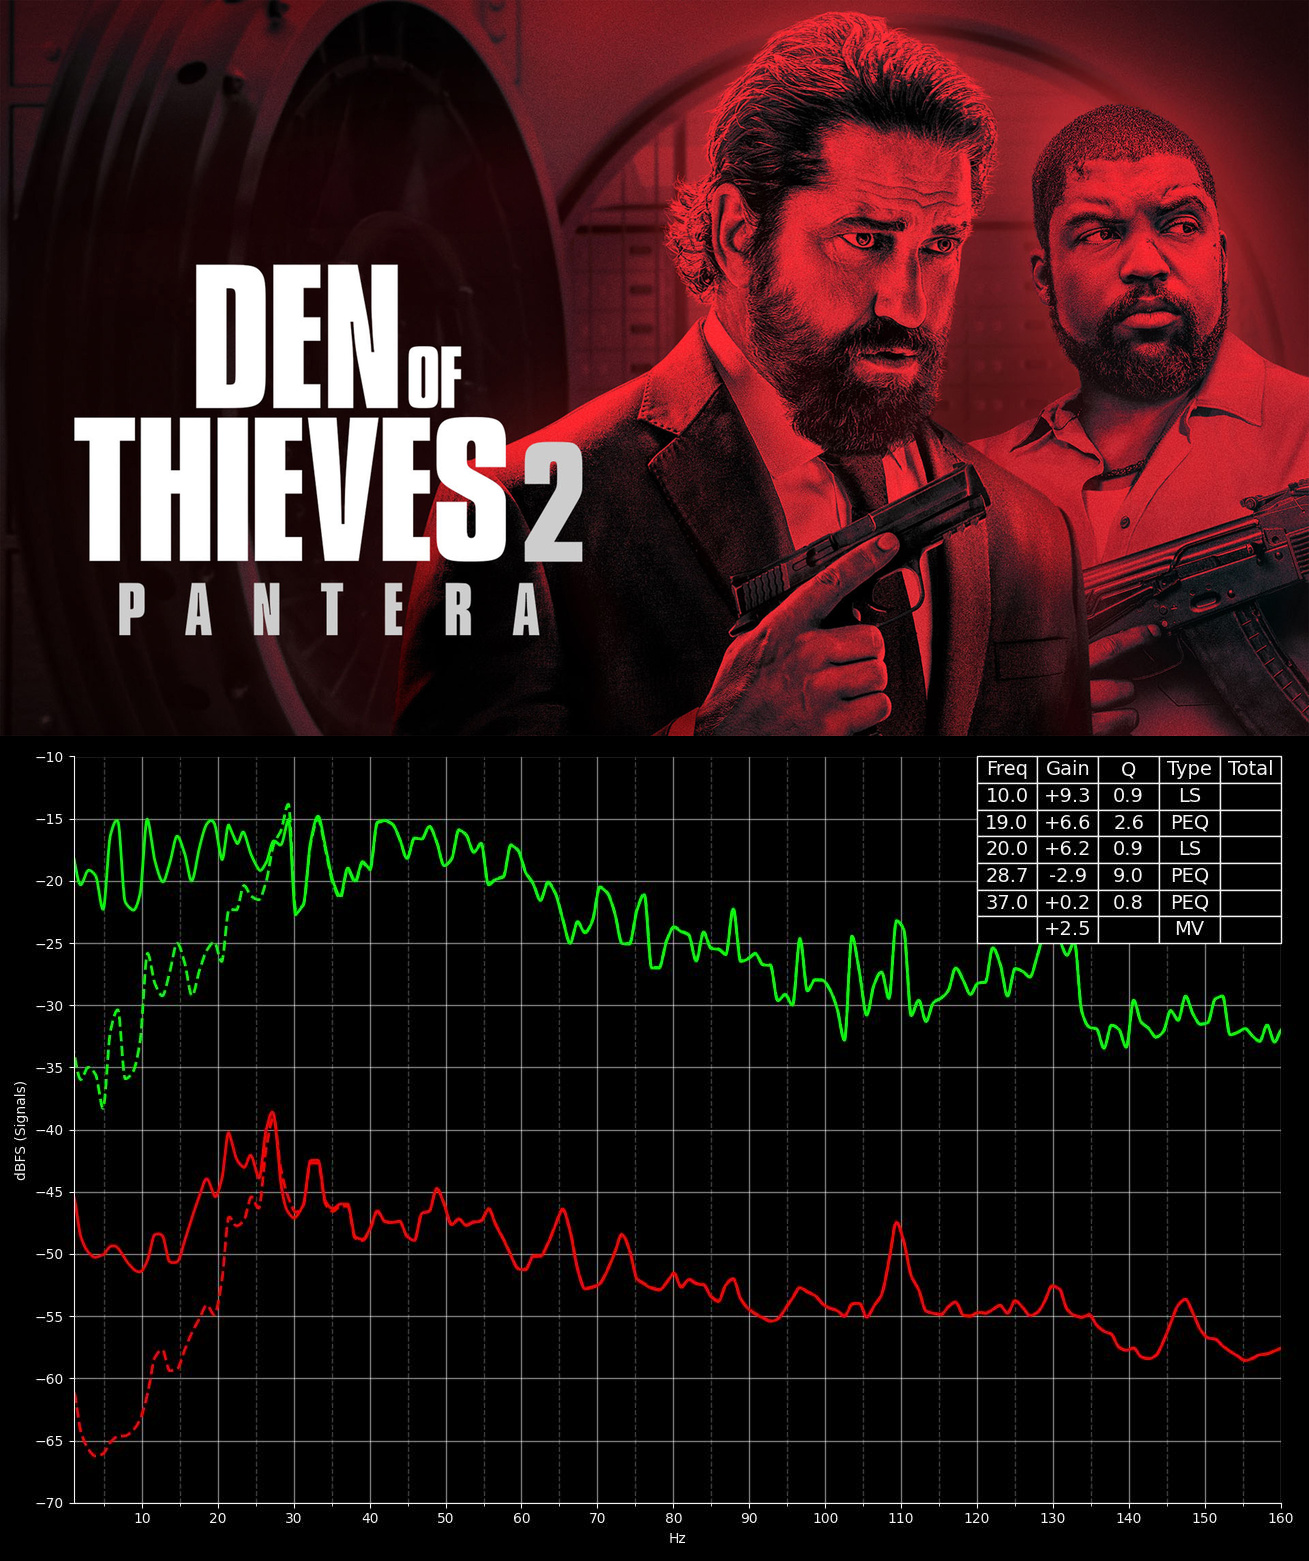 DEN OF
THIEVES 2
PANTERA
Freq Gain Q Type Total
10.0 +9.3 0.9 LS
19.0 +6.6 2.6 PEQ
20.0 +6.2 0.9 LS
28.7 -2.9 9.0 PEQ
37.0 +0.2 0.8 PEQ
+2.5 MV
−10
−15
−20
−25
−30
−35
−40
−45
−50
−55
−60
−65
−70
dBFS (Signals)
10 20 30 40 50 60 70 80 90 100 110 120 130 140 150 160
Hz